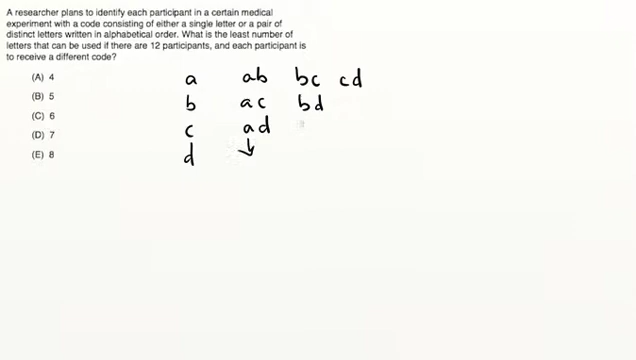 A researcher plans to identify each participant in a certain medical
experiment with a code consisting of either a single letter or a pair of
distinct letters written in alphabetical order. What is the least number of
letters that can be used if there are 12 participants, and each participant is
to receive a different code?
(A) 4
(B) 5
(C) 6
(D) 7
(E) 8
a ab bc cd
b ac bd
c ad
d